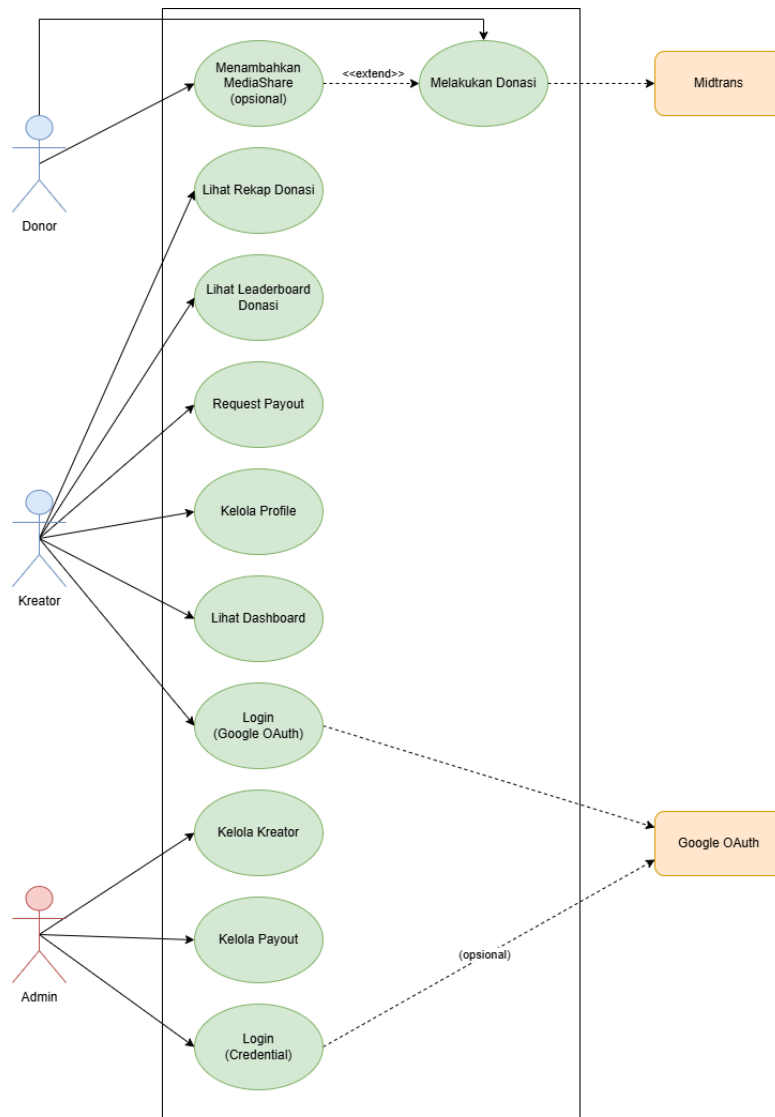 Menambahkan
MediaShare
(opsional)
<<extend>>
Melakukan Donasi
Midtrans
Donor
Lihat Rekap Donasi
Lihat Leaderboard
Donasi
Request Payout
Kelola Profile
Kreator
Lihat Dashboard
Login
(Google OAuth)
Kelola Kreator
Google OAuth
Kelola Payout
(opsional)
Admin
Login
(Credential)